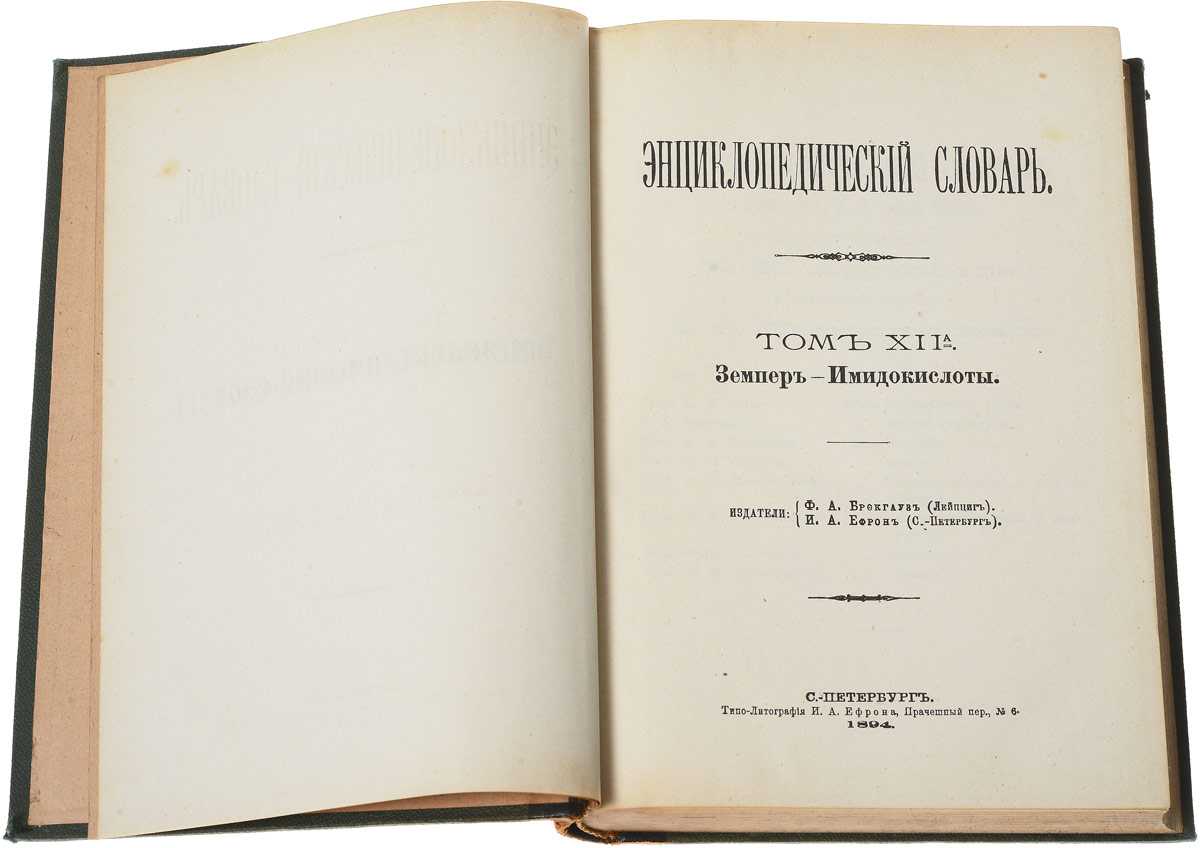 ЭНЦИКЛОПЕДИЧЕСКІЙ СЛОВАРЬ.
ТОМЪ XIIА.
Земперъ – Имидокислоты.
ИЗДАТЕЛИ: { Ф. А. Брокгаузъ (Лейпцигъ).
И. А. Ефронъ (С.-Петербургъ).
С.-ПЕТЕРБУРГЪ.
Типо-Литографія И. А. Ефрона, Прачешный пер., № 6.
1894.